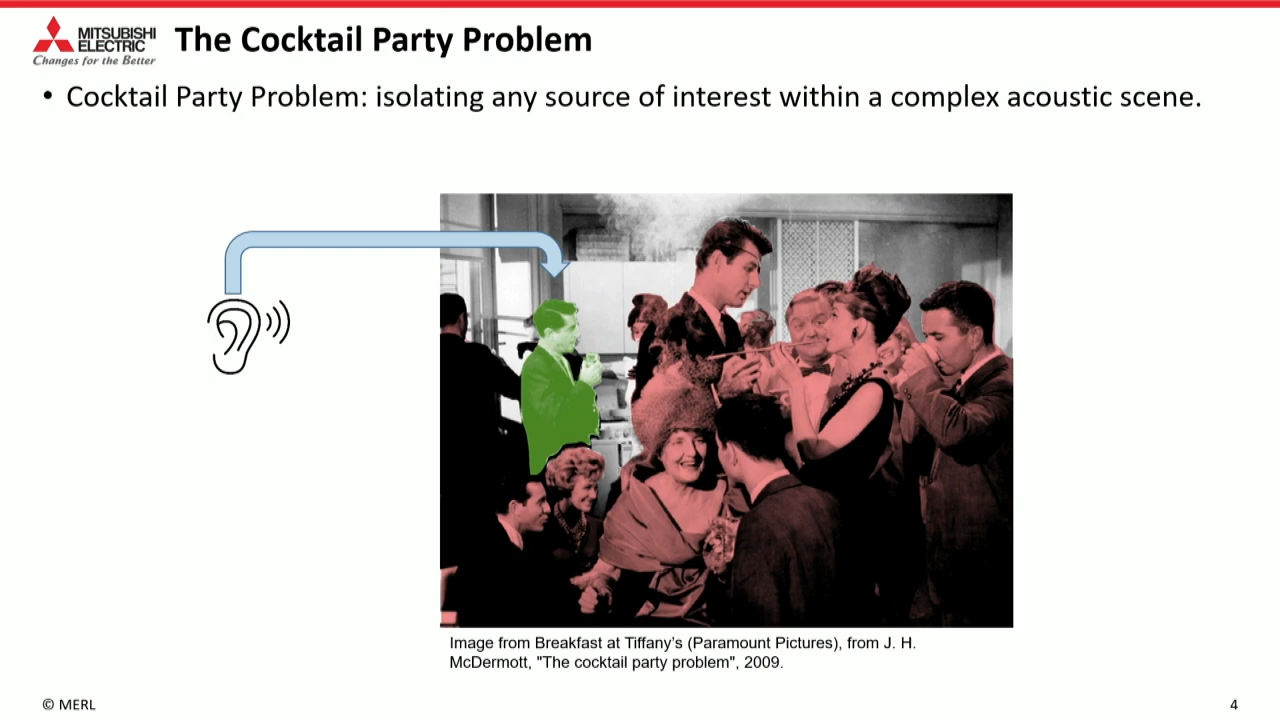 MITSUBISHI
ELECTRIC
Changes for the Better
The Cocktail Party Problem
• Cocktail Party Problem: isolating any source of interest within a complex acoustic scene.
Image from Breakfast at Tiffany’s (Paramount Pictures), from J. H.
McDermott, "The cocktail party problem", 2009.
© MERL
4